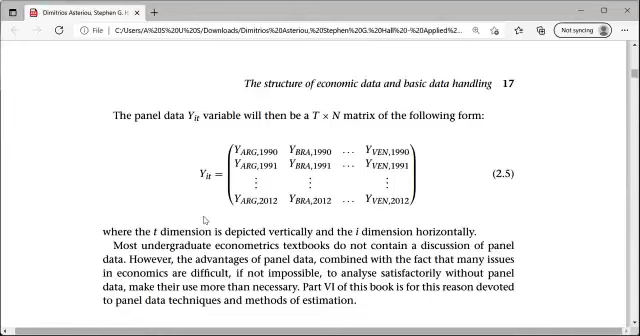 Dimitrios Asteriou, Stephen G. H
File
C:/Users/A%20S%20U%20S/Downloads/Dimitrios%20Asteriou,%20Stephen%20G.%20Hall%20-%20Applied%2...
Not syncing
The structure of economic data and basic data handling 17
The panel data Y_it variable will then be a T × N matrix of the following form:
Y_ARG,1990 Y_BRA,1990 ... Y_VEN,1990
Y_ARG,1991 Y_BRA,1991 ... Y_VEN,1991
Y_it = ⋮ ⋮ ⋮ (2.5)
Y_ARG,2012 Y_BRA,2012 ... Y_VEN,2012
where the t dimension is depicted vertically and the i dimension horizontally.
Most undergraduate econometrics textbooks do not contain a discussion of panel
data. However, the advantages of panel data, combined with the fact that many issues
in economics are difficult, if not impossible, to analyse satisfactorily without panel
data, make their use more than necessary. Part VI of this book is for this reason devoted
to panel data techniques and methods of estimation.